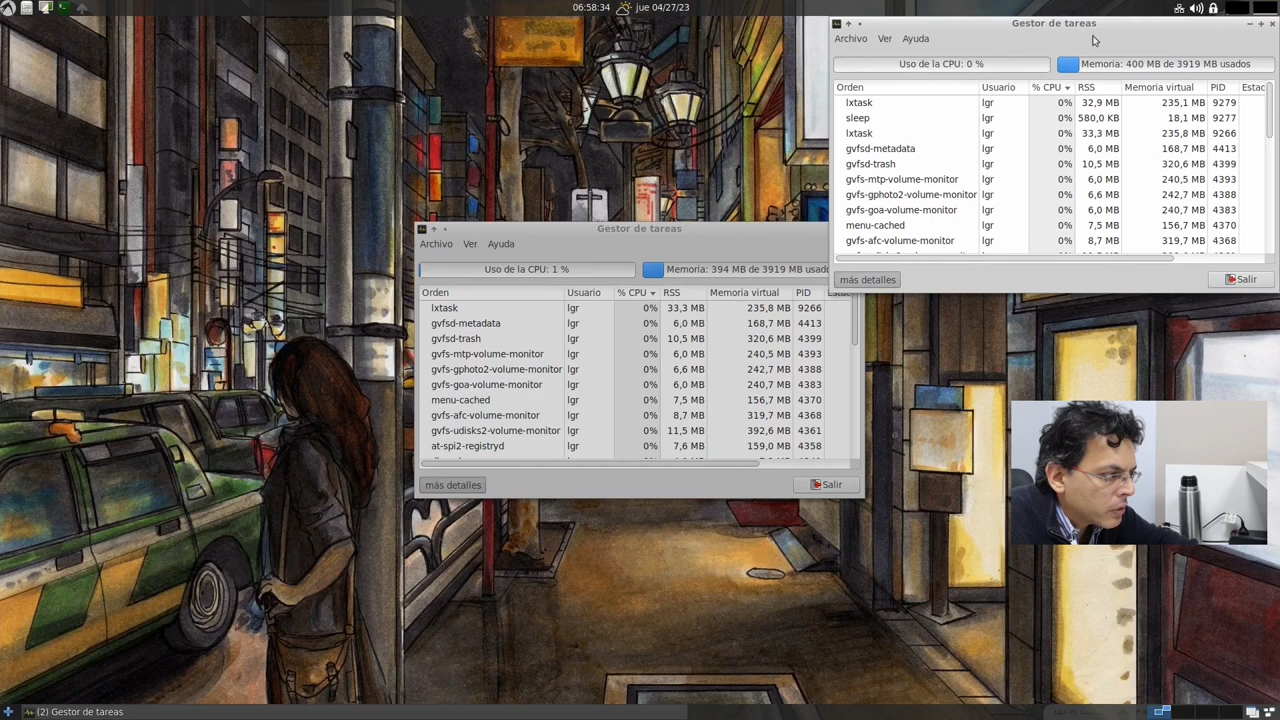 06:58:34 jue 04/27/23
Gestor de tareas
Archivo Ver Ayuda
Uso de la CPU: 0 % Memoria: 400 MB de 3919 MB usados
Orden Usuario % CPU RSS Memoria virtual PID Estac
lxtask lgr 0% 32,9 MB 235,1 MB 9279
sleep lgr 0% 580,0 KB 18,1 MB 9277
lxtask lgr 0% 33,3 MB 235,8 MB 9266
gvfsd-metadata lgr 0% 6,0 MB 168,7 MB 4413
gvfsd-trash lgr 0% 10,5 MB 320,6 MB 4399
gvfs-mtp-volume-monitor lgr 0% 6,0 MB 240,5 MB 4393
gvfs-gphoto2-volume-monitor lgr 0% 6,6 MB 242,7 MB 4388
gvfs-goa-volume-monitor lgr 0% 6,0 MB 240,7 MB 4383
menu-cached lgr 0% 7,5 MB 156,7 MB 4370
gvfs-afc-volume-monitor lgr 0% 8,7 MB 319,7 MB 4368
más detalles Salir
Gestor de tareas
Archivo Ver Ayuda
Uso de la CPU: 1 % Memoria: 394 MB de 3919 MB usado
Orden Usuario % CPU RSS Memoria virtual PID
lxtask lgr 0% 33,3 MB 235,8 MB 9266
gvfsd-metadata lgr 0% 6,0 MB 168,7 MB 4413
gvfsd-trash lgr 0% 10,5 MB 320,6 MB 4399
gvfs-mtp-volume-monitor lgr 0% 6,0 MB 240,5 MB 4393
gvfs-gphoto2-volume-monitor lgr 0% 6,6 MB 242,7 MB 4388
gvfs-goa-volume-monitor lgr 0% 6,0 MB 240,7 MB 4383
menu-cached lgr 0% 7,5 MB 156,7 MB 4370
gvfs-afc-volume-monitor lgr 0% 8,7 MB 319,7 MB 4368
gvfs-udisks2-volume-monitor lgr 0% 11,5 MB 392,6 MB 4361
at-spi2-registryd lgr 0% 7,6 MB 159,0 MB 4358
más detalles Salir
(2) Gestor de tareas